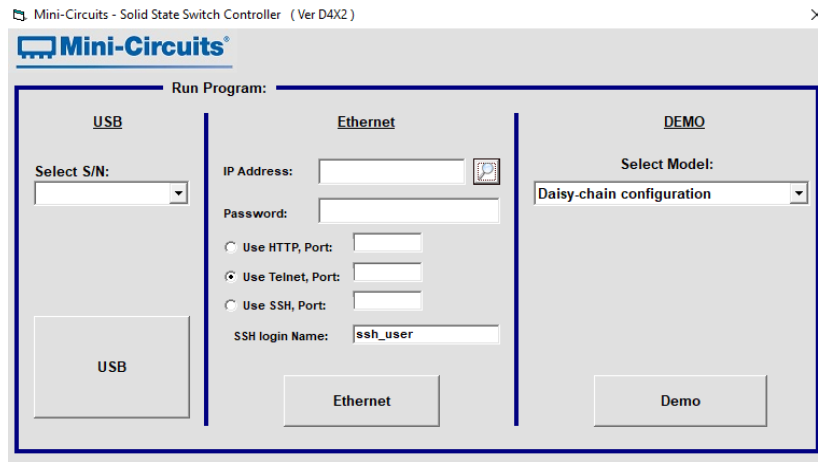 Mini-Circuits - Solid State Switch Controller ( Ver D4X2 )
Mini-Circuits®
Run Program:
USB
Select S/N:
USB
Ethernet
IP Address:
Password:
Use HTTP, Port:
Use Telnet, Port:
Use SSH, Port:
SSH login Name: ssh_user
Ethernet
DEMO
Select Model:
Daisy-chain configuration
Demo